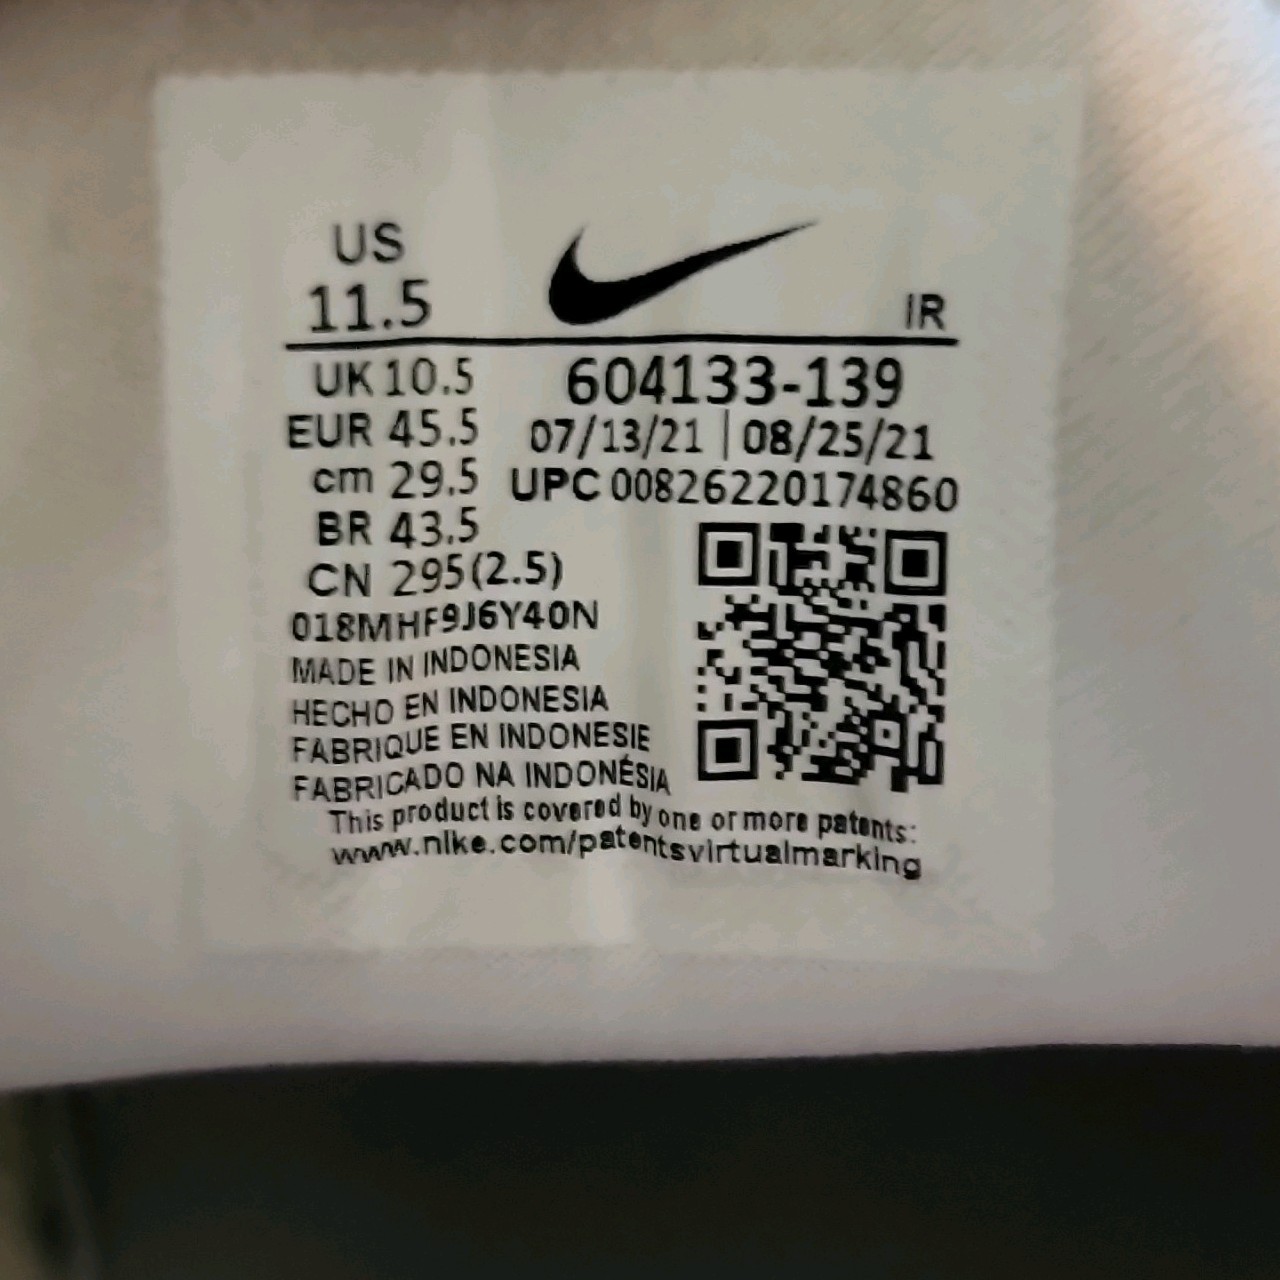 US
11.5
IR
UK 10.5
604133-139
EUR 45.5
07/13/21 | 08/25/21
cm 29.5
UPC 00826220174860
BR 43.5
CN 295(2.5)
018MHF9J6Y40N
MADE IN INDONESIA
HECHO EN INDONESIA
FABRIQUE EN INDONESIE
FABRICADO NA INDONÉSIA
This product is covered by one or more patents:
www.nike.com/patentsvirtualmarking